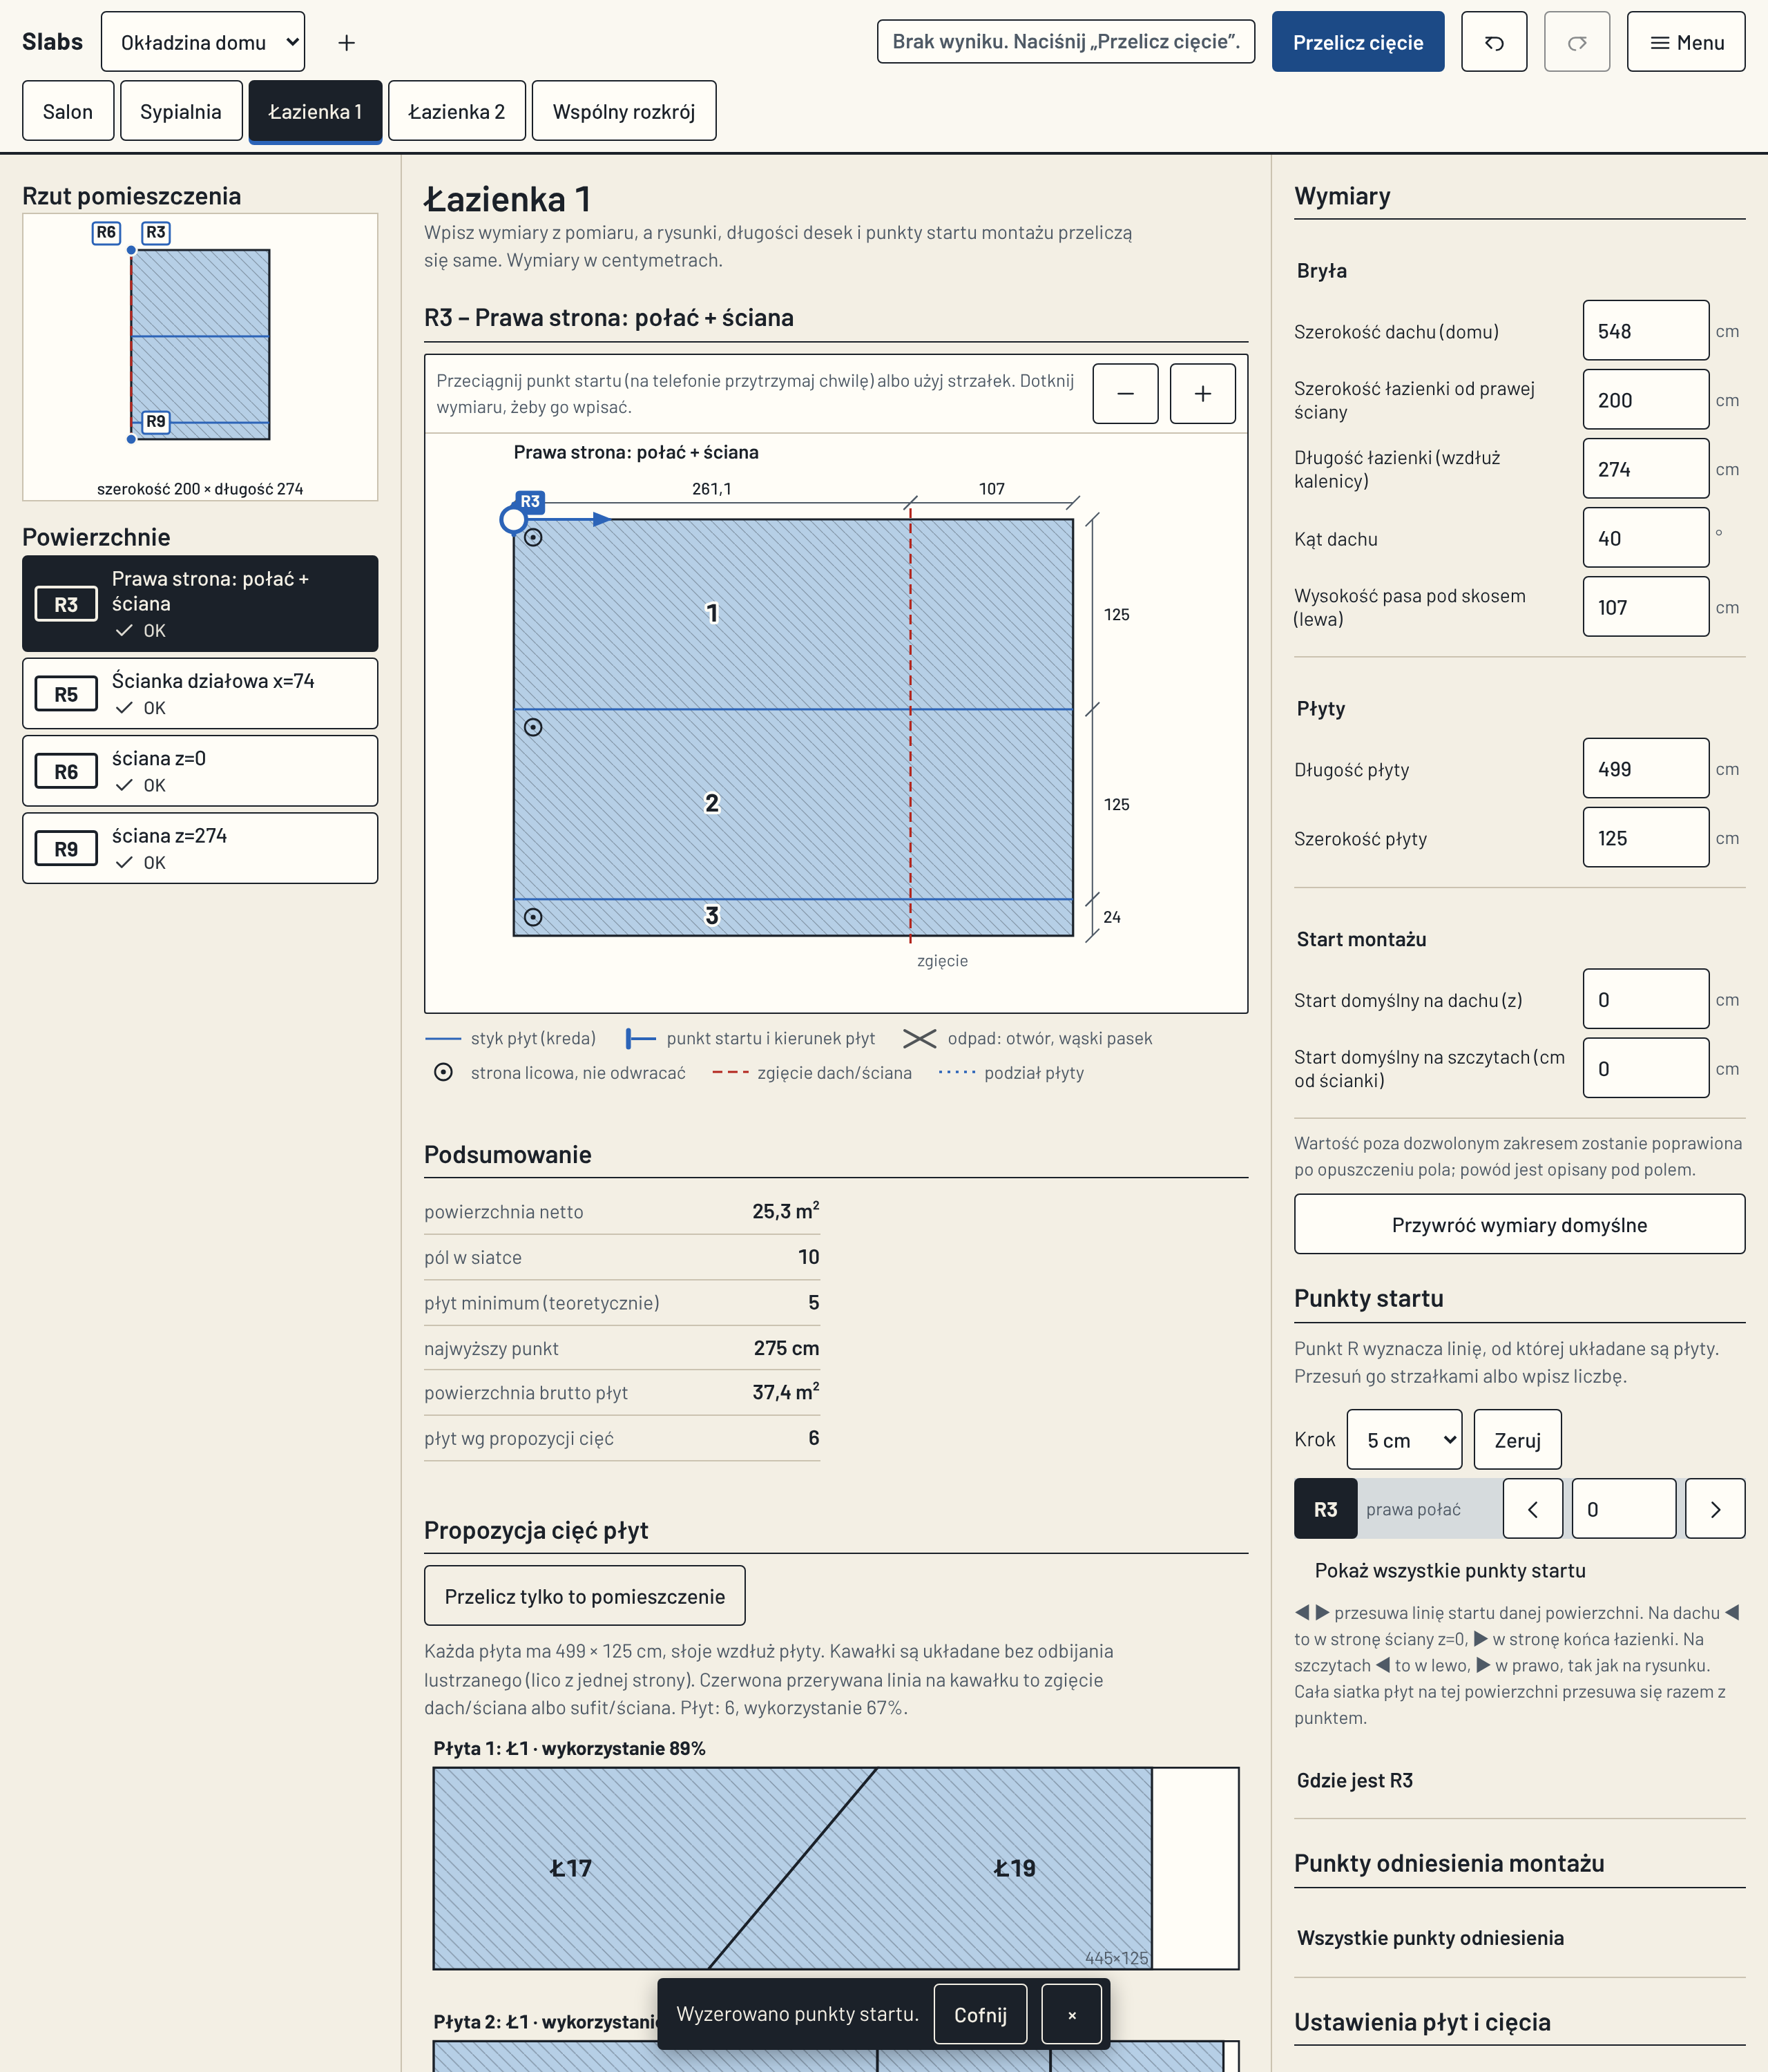 Slabs
Okładzina domu
+
Brak wyniku. Naciśnij „Przelicz cięcie”.
Przelicz cięcie
Menu
Salon
Sypialnia
Łazienka 1
Łazienka 2
Wspólny rozkrój
Rzut pomieszczenia
R6
R3
R9
szerokość 200 × długość 274
Powierzchnie
R3
Prawa strona: połać +
ściana
OK
R5
Ścianka działowa x=74
OK
R6
ściana z=0
OK
R9
ściana z=274
OK
Łazienka 1
Wpisz wymiary z pomiaru, a rysunki, długości desek i punkty startu montażu przeliczą
się same. Wymiary w centymetrach.
R3 – Prawa strona: połać + ściana
Przeciągnij punkt startu (na telefonie przytrzymaj chwilę) albo użyj strzałek. Dotknij
wymiaru, żeby go wpisać.
−
+
Prawa strona: połać + ściana
261,1
107
R3
1
125
2
125
3
24
zgięcie
styk płyt (kreda)
punkt startu i kierunek płyt
odpad: otwór, wąski pasek
strona licowa, nie odwracać
zgięcie dach/ściana
podział płyty
Podsumowanie
powierzchnia netto
25,3 m²
pól w siatce
10
płyt minimum (teoretycznie)
5
najwyższy punkt
275 cm
powierzchnia brutto płyt
37,4 m²
płyt wg propozycji cięć
6
Propozycja cięć płyt
Przelicz tylko to pomieszczenie
Każda płyta ma 499 × 125 cm, słoje wzdłuż płyty. Kawałki są układane bez odbijania
lustrzanego (lico z jednej strony). Czerwona przerywana linia na kawałku to zgięcie
dach/ściana albo sufit/ściana. Płyt: 6, wykorzystanie 67%.
Płyta 1: Ł1 · wykorzystanie 89%
Ł17
Ł19
445×125
Płyta 2: Ł1 · wykorzystanie
Wyzerowano punkty startu.
Cofnij
×
Wymiary
Bryła
Szerokość dachu (domu)
548
cm
Szerokość łazienki od prawej
ściany
200
cm
Długość łazienki (wzdłuż
kalenicy)
274
cm
Kąt dachu
40
°
Wysokość pasa pod skosem
(lewa)
107
cm
Płyty
Długość płyty
499
cm
Szerokość płyty
125
cm
Start montażu
Start domyślny na dachu (z)
0
cm
Start domyślny na szczytach (cm
od ścianki)
0
cm
Wartość poza dozwolonym zakresem zostanie poprawiona
po opuszczeniu pola; powód jest opisany pod polem.
Przywróć wymiary domyślne
Punkty startu
Punkt R wyznacza linię, od której układane są płyty.
Przesuń go strzałkami albo wpisz liczbę.
Krok
5 cm
Zeruj
R3
prawa połać
0
Pokaż wszystkie punkty startu
◀ ▶ przesuwa linię startu danej powierzchni. Na dachu ◀
to w stronę ściany z=0, ▶ w stronę końca łazienki. Na
szczytach ◀ to w lewo, ▶ w prawo, tak jak na rysunku.
Cała siatka płyt na tej powierzchni przesuwa się razem z
punktem.
Gdzie jest R3
Punkty odniesienia montażu
Wszystkie punkty odniesienia
Ustawienia płyt i cięcia